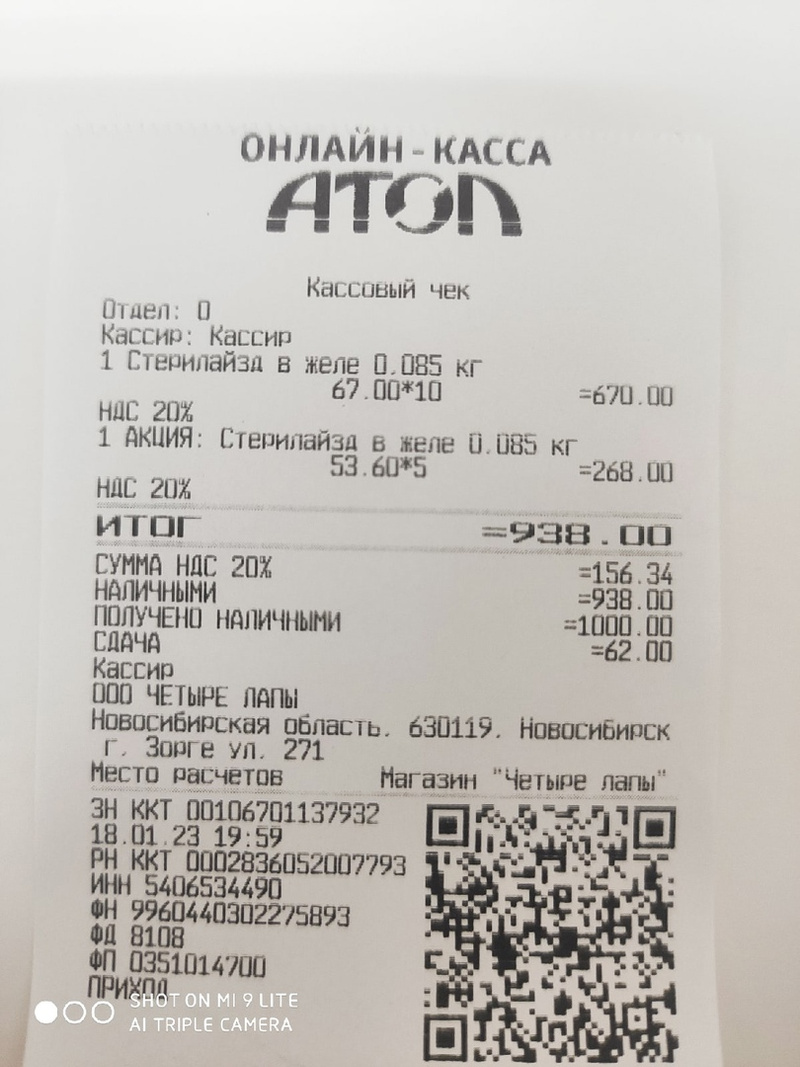 ОНЛАЙН-КАССА
АТОЛ
Кассовый чек
Отдел: 0
Кассир: Кассир
1 Стерилайзд в желе 0.085 кг
67.00*10 =670.00
НДС 20%
1 АКЦИЯ: Стерилайзд в желе 0.085 кг
53.60*5 =268.00
НДС 20%
ИТОГ =938.00
СУММА НДС 20% =156.34
НАЛИЧНЫМИ =938.00
ПОЛУЧЕНО НАЛИЧНЫМИ =1000.00
СДАЧА =62.00
Кассир
ООО ЧЕТЫРЕ ЛАПЫ
Новосибирская область, 630119, Новосибирск
г, Зорге ул, 271
Место расчетов Магазин "Четыре лапы"
ЗН ККТ 00106701137932
18.01.23 19:59
РН ККТ 0002836052007793
ИНН 5406534490
ФН 9960440302275893
ФД 8108
ФП 0351014700
ПРИХОД
SHOT ON MI 9 LITE
AI TRIPLE CAMERA